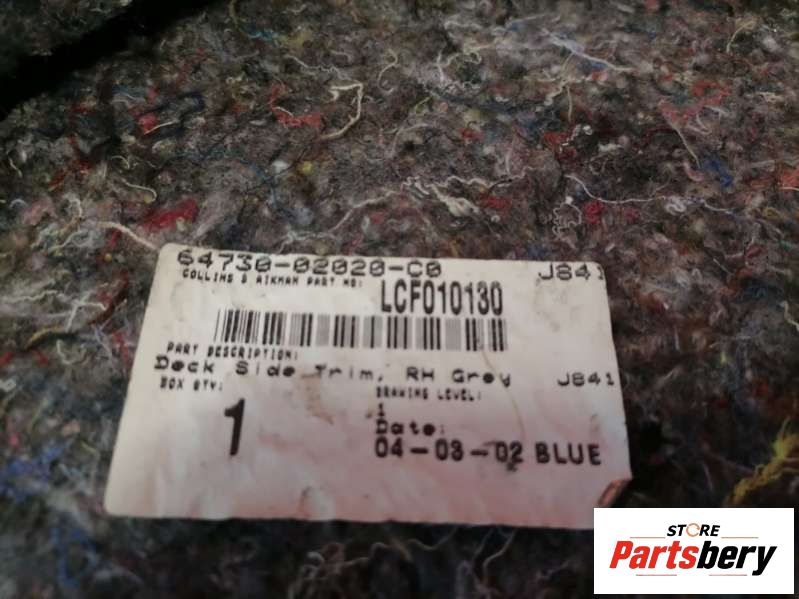 64730-02020-C0 J841
COLLINS & AIKMAN PART NO: LCF010130
PART DESCRIPTION:
Deck Side Trim, RH Grey J841
BOX QTY: DRAWING LEVEL:
1 1
Date:
04-03-02 BLUE
STORE
Partsbery